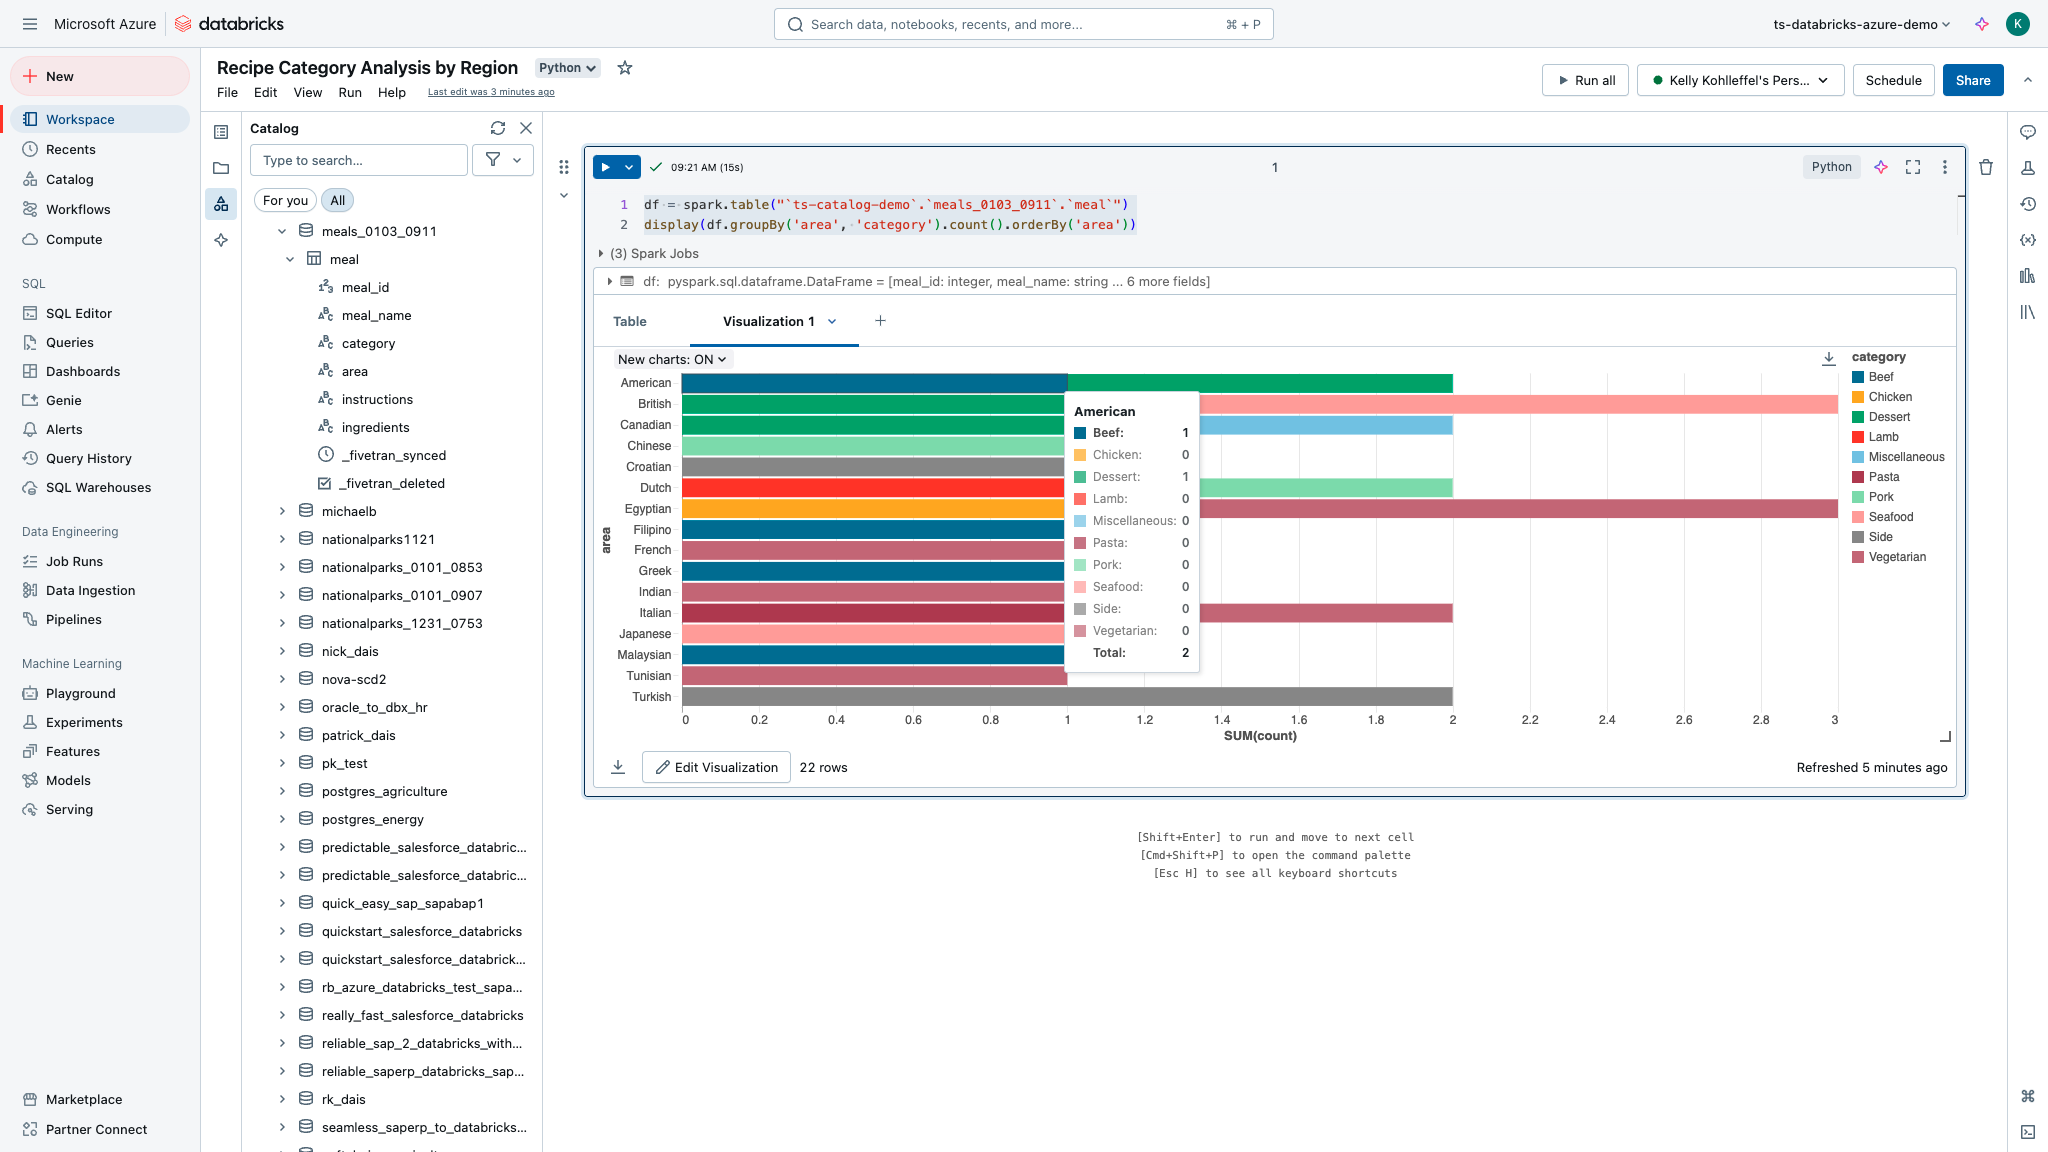 Microsoft Azure
databricks
Search data, notebooks, recents, and more...
⌘ + P
ts-databricks-azure-demo
K
New
Workspace
Recents
Catalog
Workflows
Compute
SQL
SQL Editor
Queries
Dashboards
Genie
Alerts
Query History
SQL Warehouses
Data Engineering
Job Runs
Data Ingestion
Pipelines
Machine Learning
Playground
Experiments
Features
Models
Serving
Marketplace
Partner Connect
Recipe Category Analysis by Region
Python
File Edit View Run Help
Last edit was 3 minutes ago
Run all
Kelly Kohlleffel's Pers...
Schedule
Share
Catalog
Type to search...
For you
All
meals_0103_0911
meal
meal_id
meal_name
category
area
instructions
ingredients
_fivetran_synced
_fivetran_deleted
michaelb
nationalparks1121
nationalparks_0101_0853
nationalparks_0101_0907
nationalparks_1231_0753
nick_dais
nova-scd2
oracle_to_dbx_hr
patrick_dais
pk_test
postgres_agriculture
postgres_energy
predictable_salesforce_databric...
predictable_salesforce_databric...
quick_easy_sap_sapabap1
quickstart_salesforce_databricks
quickstart_salesforce_databrick...
rb_azure_databricks_test_sapa...
really_fast_salesforce_databricks
reliable_sap_2_databricks_with...
reliable_saperp_databricks_sap...
rk_dais
seamless_saperp_to_databricks...
09:21 AM (15s)
1
Python
1 df = spark.table("`ts-catalog-demo`.`meals_0103_0911`.`meal`")
2 display(df.groupBy('area', 'category').count().orderBy('area'))
(3) Spark Jobs
df: pyspark.sql.dataframe.DataFrame = [meal_id: integer, meal_name: string ... 6 more fields]
Table
Visualization 1
New charts: ON
area
American
British
Canadian
Chinese
Croatian
Dutch
Egyptian
Filipino
French
Greek
Indian
Italian
Japanese
Malaysian
Tunisian
Turkish
0 0.2 0.4 0.6 0.8 1 1.2 1.4 1.6 1.8 2 2.2 2.4 2.6 2.8 3
SUM(count)
American
Beef: 1
Chicken: 0
Dessert: 1
Lamb: 0
Miscellaneous: 0
Pasta: 0
Pork: 0
Seafood: 0
Side: 0
Vegetarian: 0
Total: 2
category
Beef
Chicken
Dessert
Lamb
Miscellaneous
Pasta
Pork
Seafood
Side
Vegetarian
Edit Visualization
22 rows
Refreshed 5 minutes ago
[Shift+Enter] to run and move to next cell
[Cmd+Shift+P] to open the command palette
[Esc H] to see all keyboard shortcuts